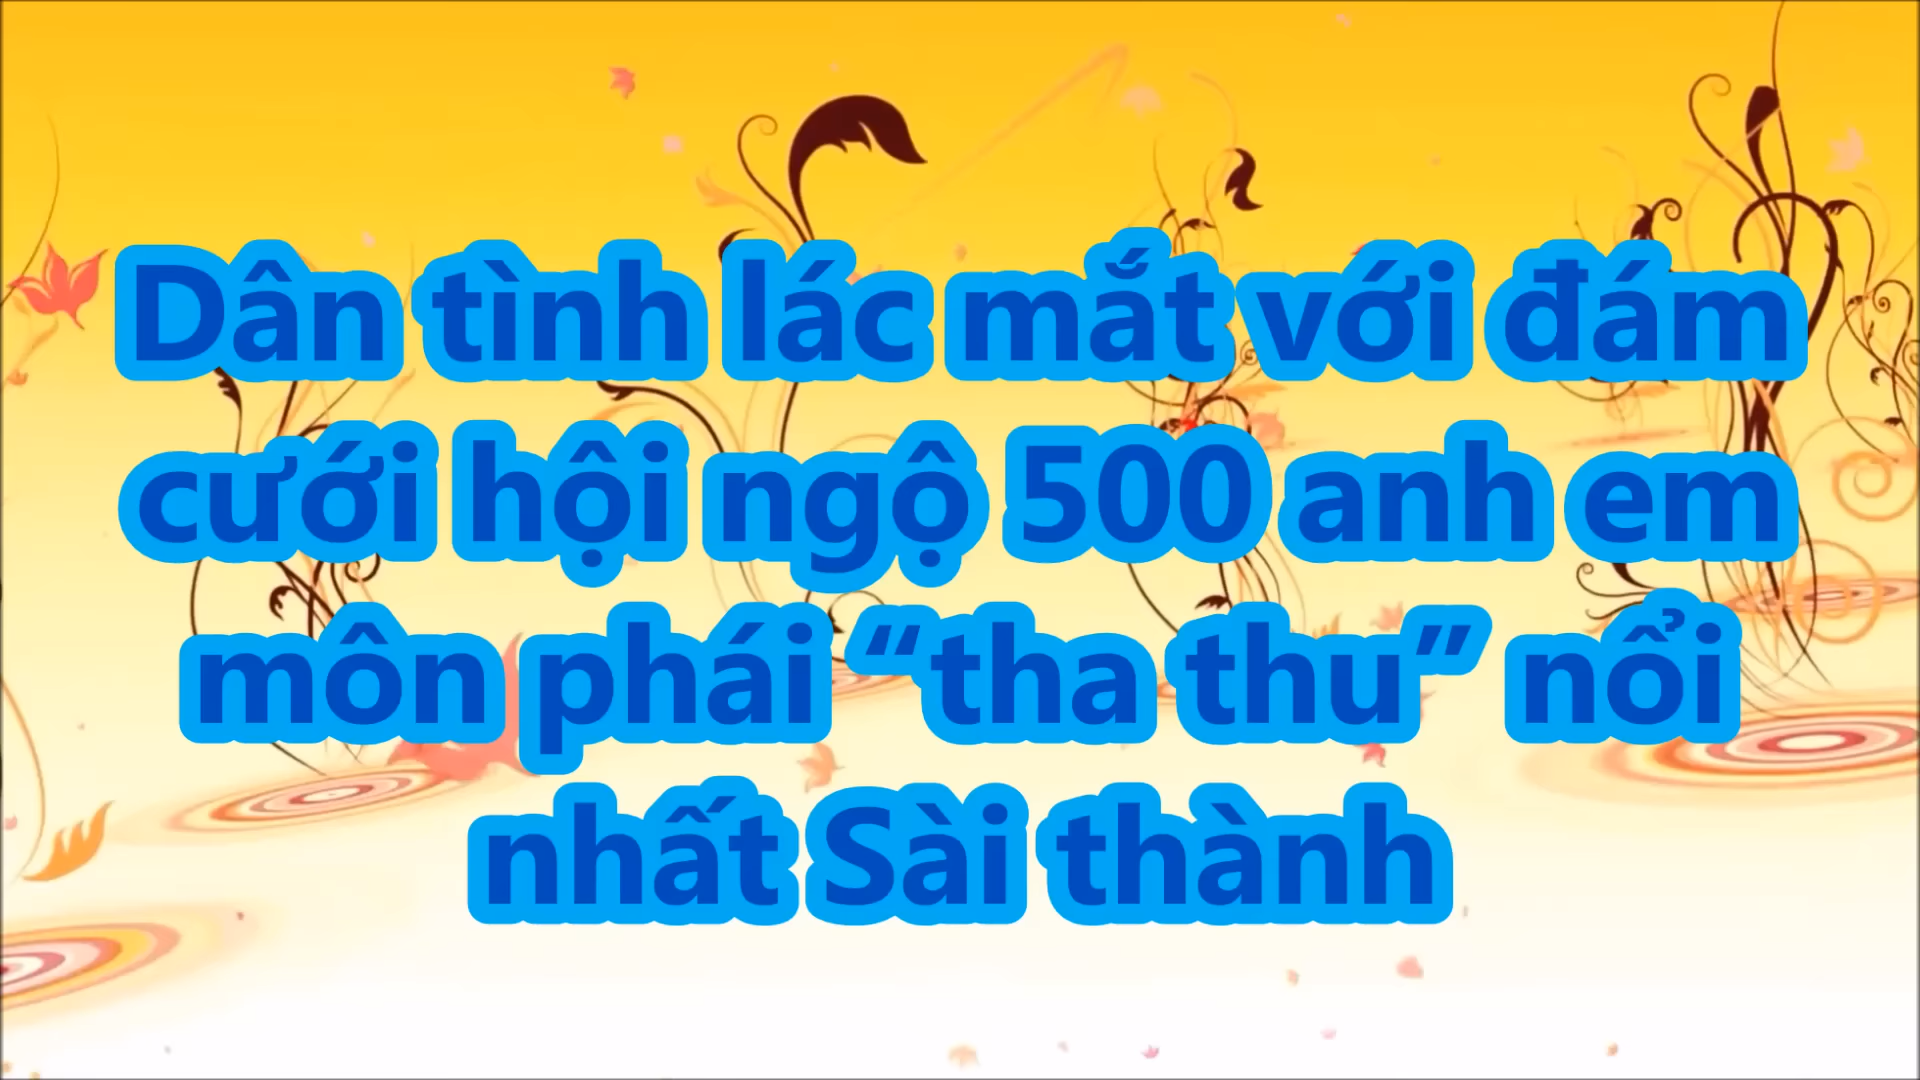 Dân tình lác mắt với đám
cưới hội ngộ 500 anh em
môn phái “tha thu” nổi
nhất Sài thành